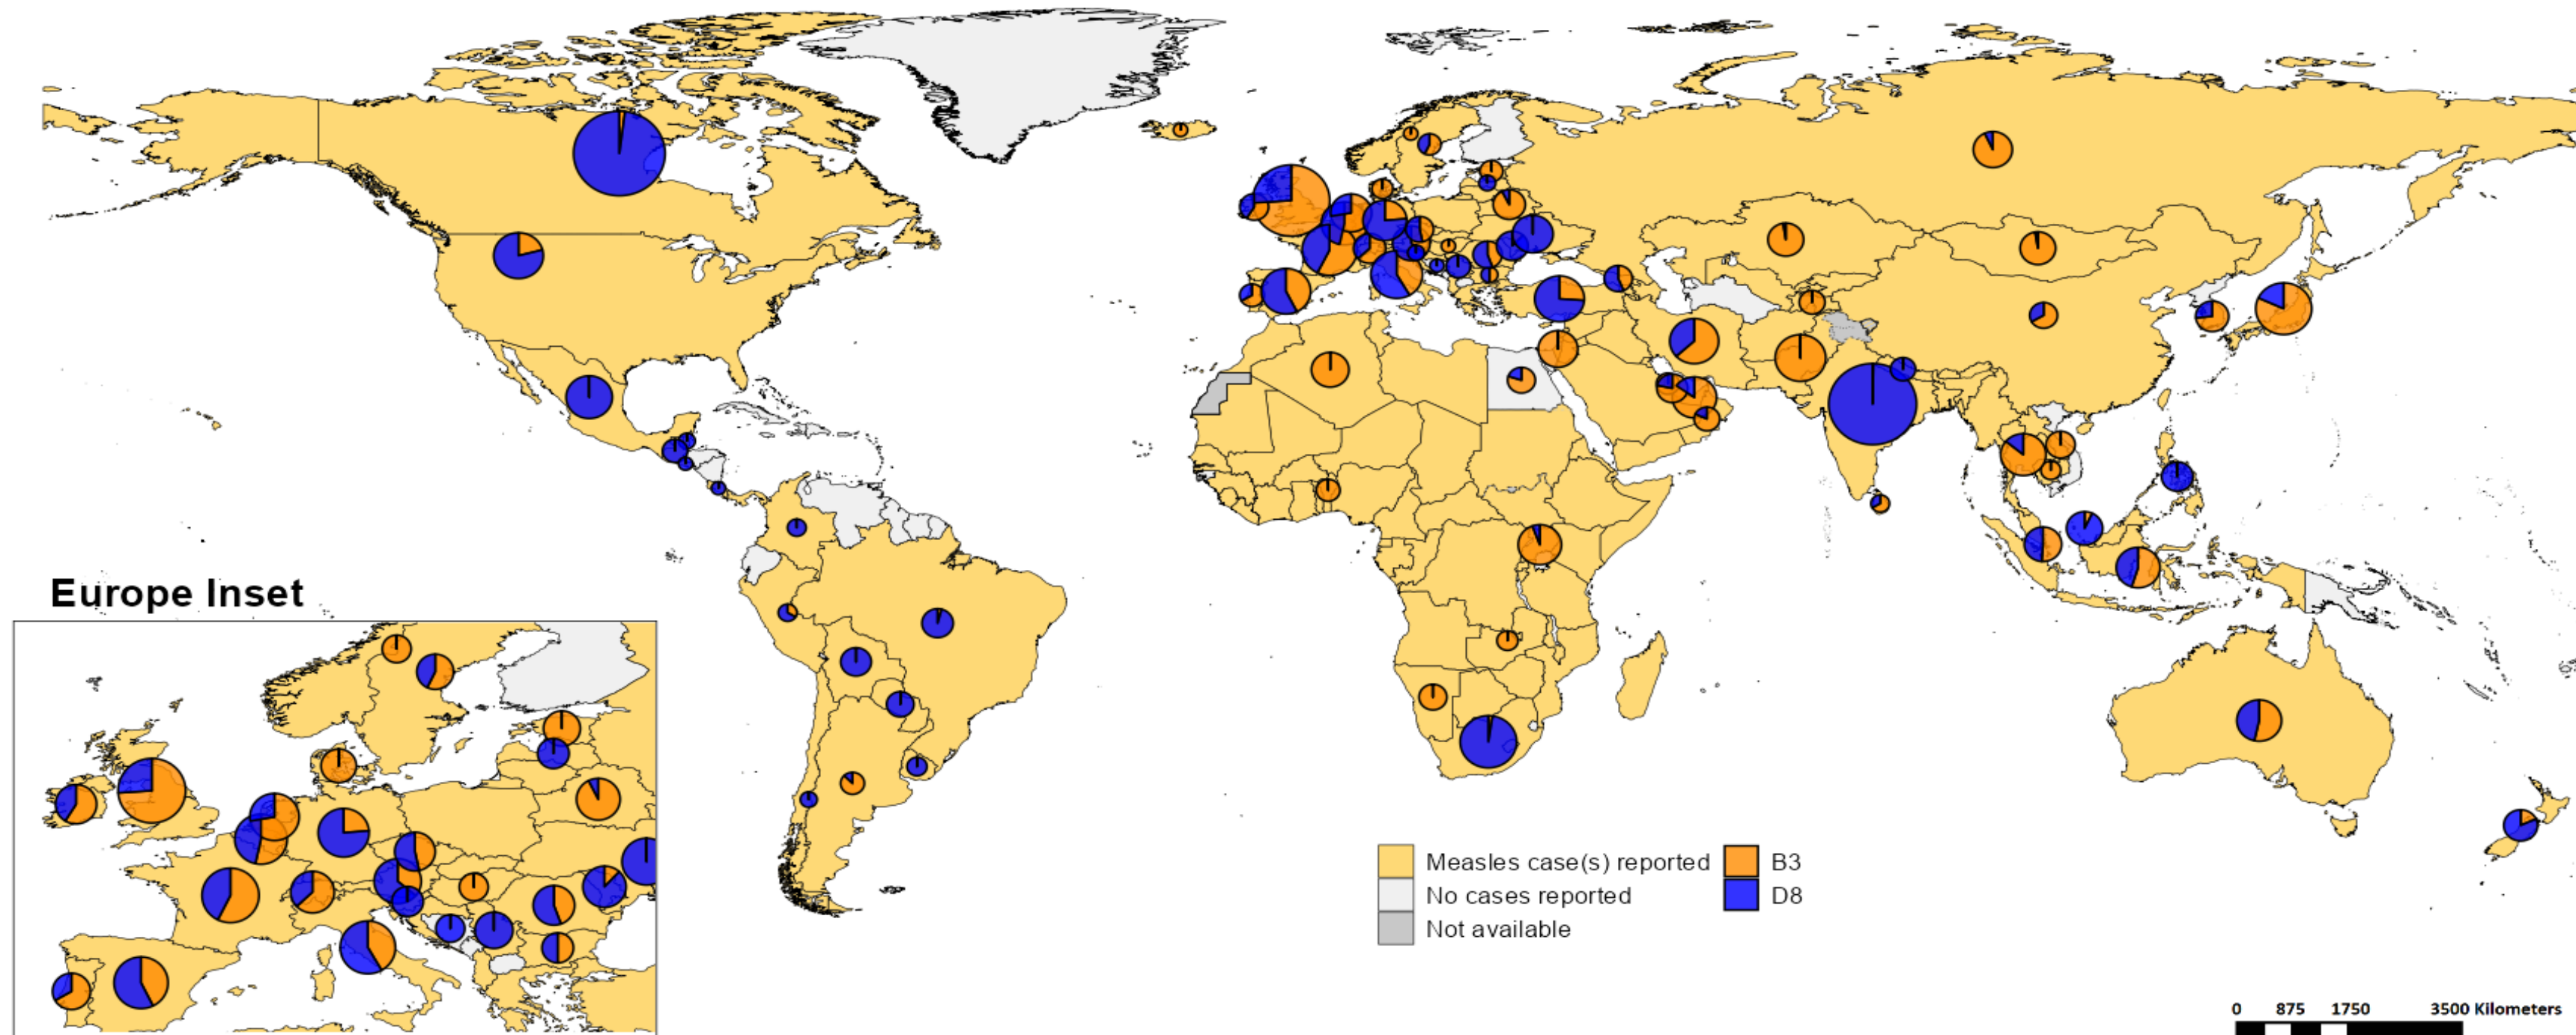 Europe Inset
Measles case(s) reported
No cases reported
Not available
B3
D8
0 875 1750 3500 Kilometers